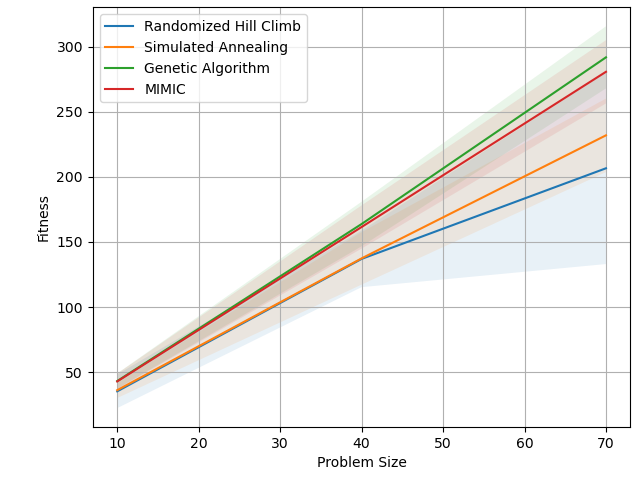 Randomized Hill Climb
Simulated Annealing
Genetic Algorithm
MIMIC
Fitness
300
250
200
150
100
50
10 20 30 40 50 60 70
Problem Size